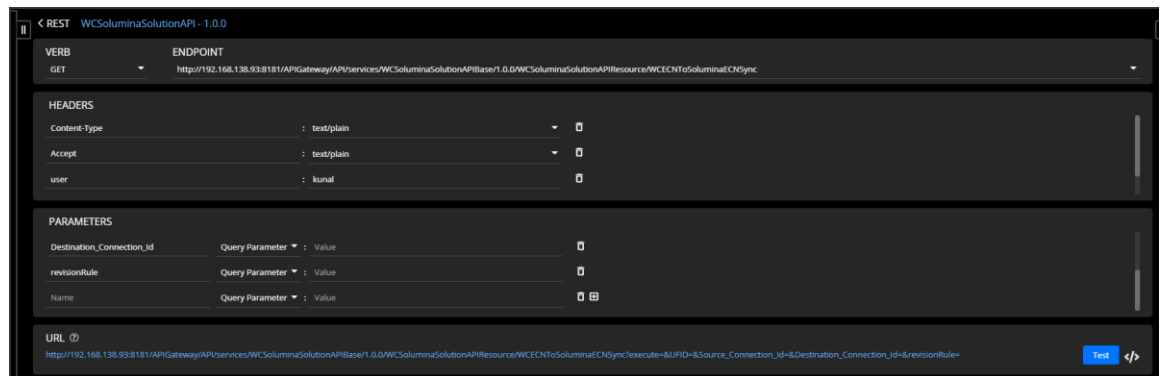 < REST WCSoluminaSolutionAPI - 1.0.0
VERB ENDPOINT
GET http://192.168.138.93:8181/APIGateway/API/services/WCSoluminaSolutionAPIBase/1.0.0/WCSoluminaSolutionAPIResource/WCECNToSoluminaECNSync
HEADERS
Content-Type : text/plain
Accept : text/plain
user : kunal
PARAMETERS
Destination_Connection_Id Query Parameter : Value
revisionRule Query Parameter : Value
Name Query Parameter : Value
URL ?
http://192.168.138.93:8181/APIGateway/API/services/WCSoluminaSolutionAPIBase/1.0.0/WCSoluminaSolutionAPIResource/WCECNToSoluminaECNSync?execute=&UFID=&Source_Connection_Id=&Destination_Connection_Id=&revisionRule= Test </>